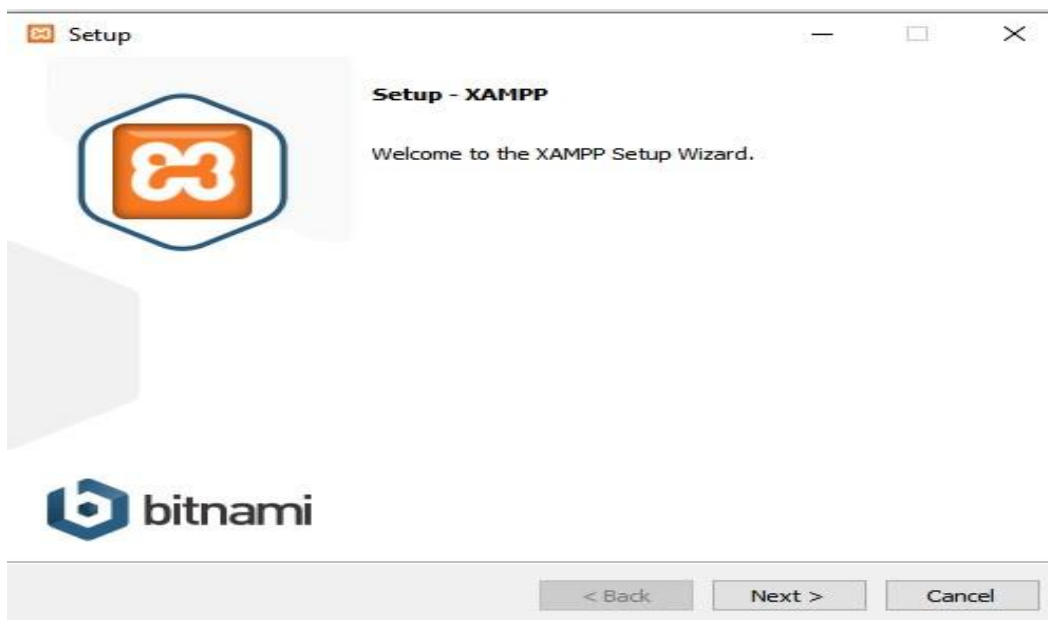 Setup
Setup - XAMPP
Welcome to the XAMPP Setup Wizard.
bitnami
< Back
Next >
Cancel